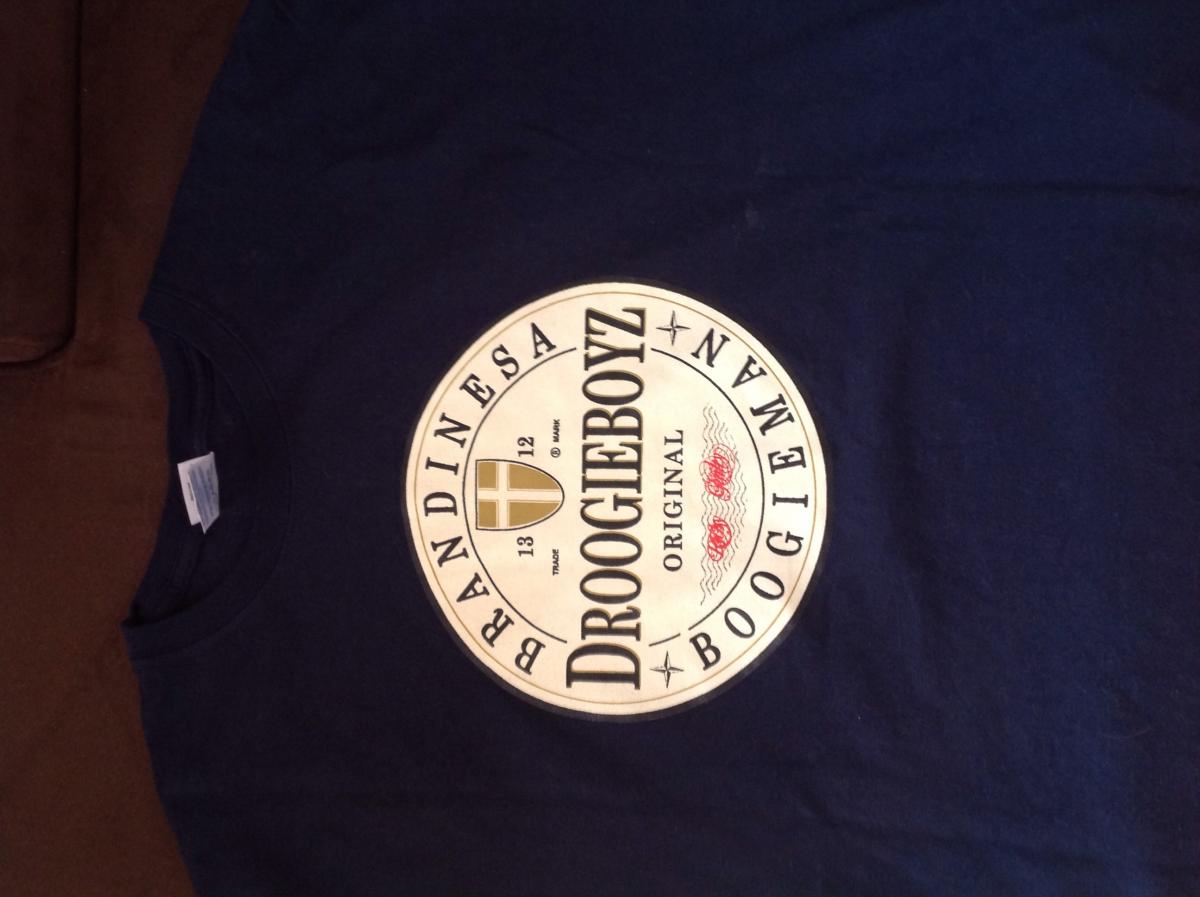 BRANDINESA
13 12
TRADE ® MARK
DROOGIEBOYZ
ORIGINAL
BOOGIEMAN